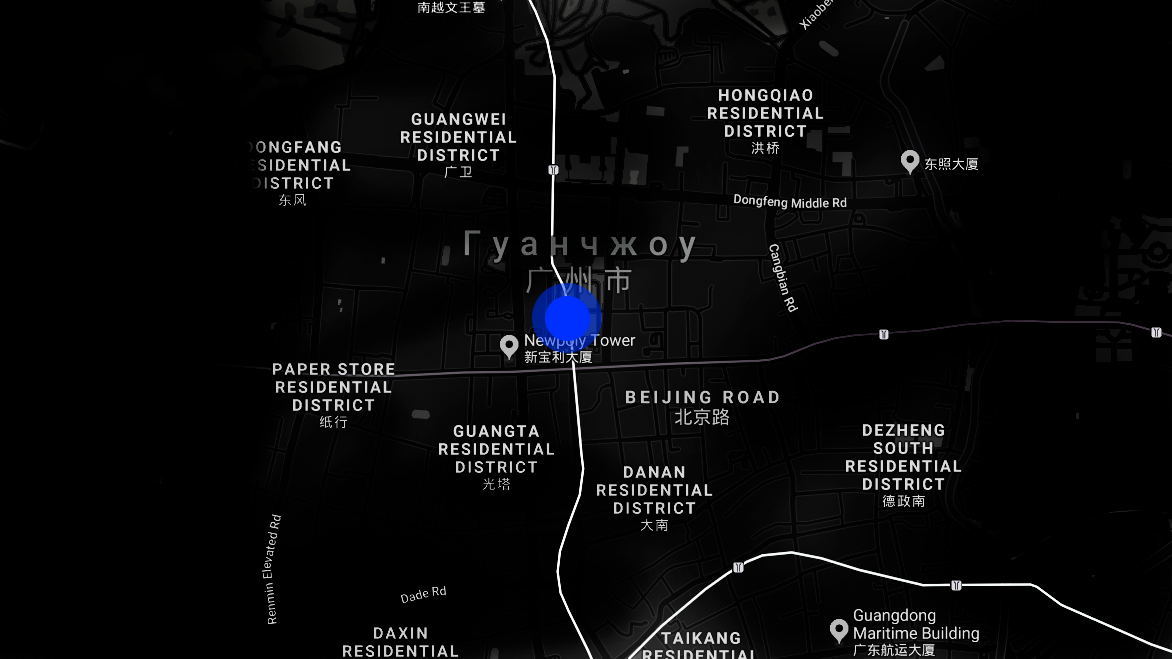 南越文王墓
Xiaobei
HONGQIAO
RESIDENTIAL
DISTRICT
洪桥
GUANGWEI
RESIDENTIAL
DISTRICT
广卫
DONGFANG
RESIDENTIAL
DISTRICT
东风
东照大厦
Dongfeng Middle Rd
Гуанчжоу
广州市
Cangbian Rd
Newpoly Tower
新宝利大厦
PAPER STORE
RESIDENTIAL
DISTRICT
纸行
BEIJING ROAD
北京路
GUANGTA
RESIDENTIAL
DISTRICT
光塔
DEZHENG
SOUTH
RESIDENTIAL
DISTRICT
德政南
DANAN
RESIDENTIAL
DISTRICT
大南
Renmin Elevated Rd
Dade Rd
Guangdong
Maritime Building
广东航运大厦
DAXIN
RESIDENTIAL
TAIKANG
RESIDENTIAL